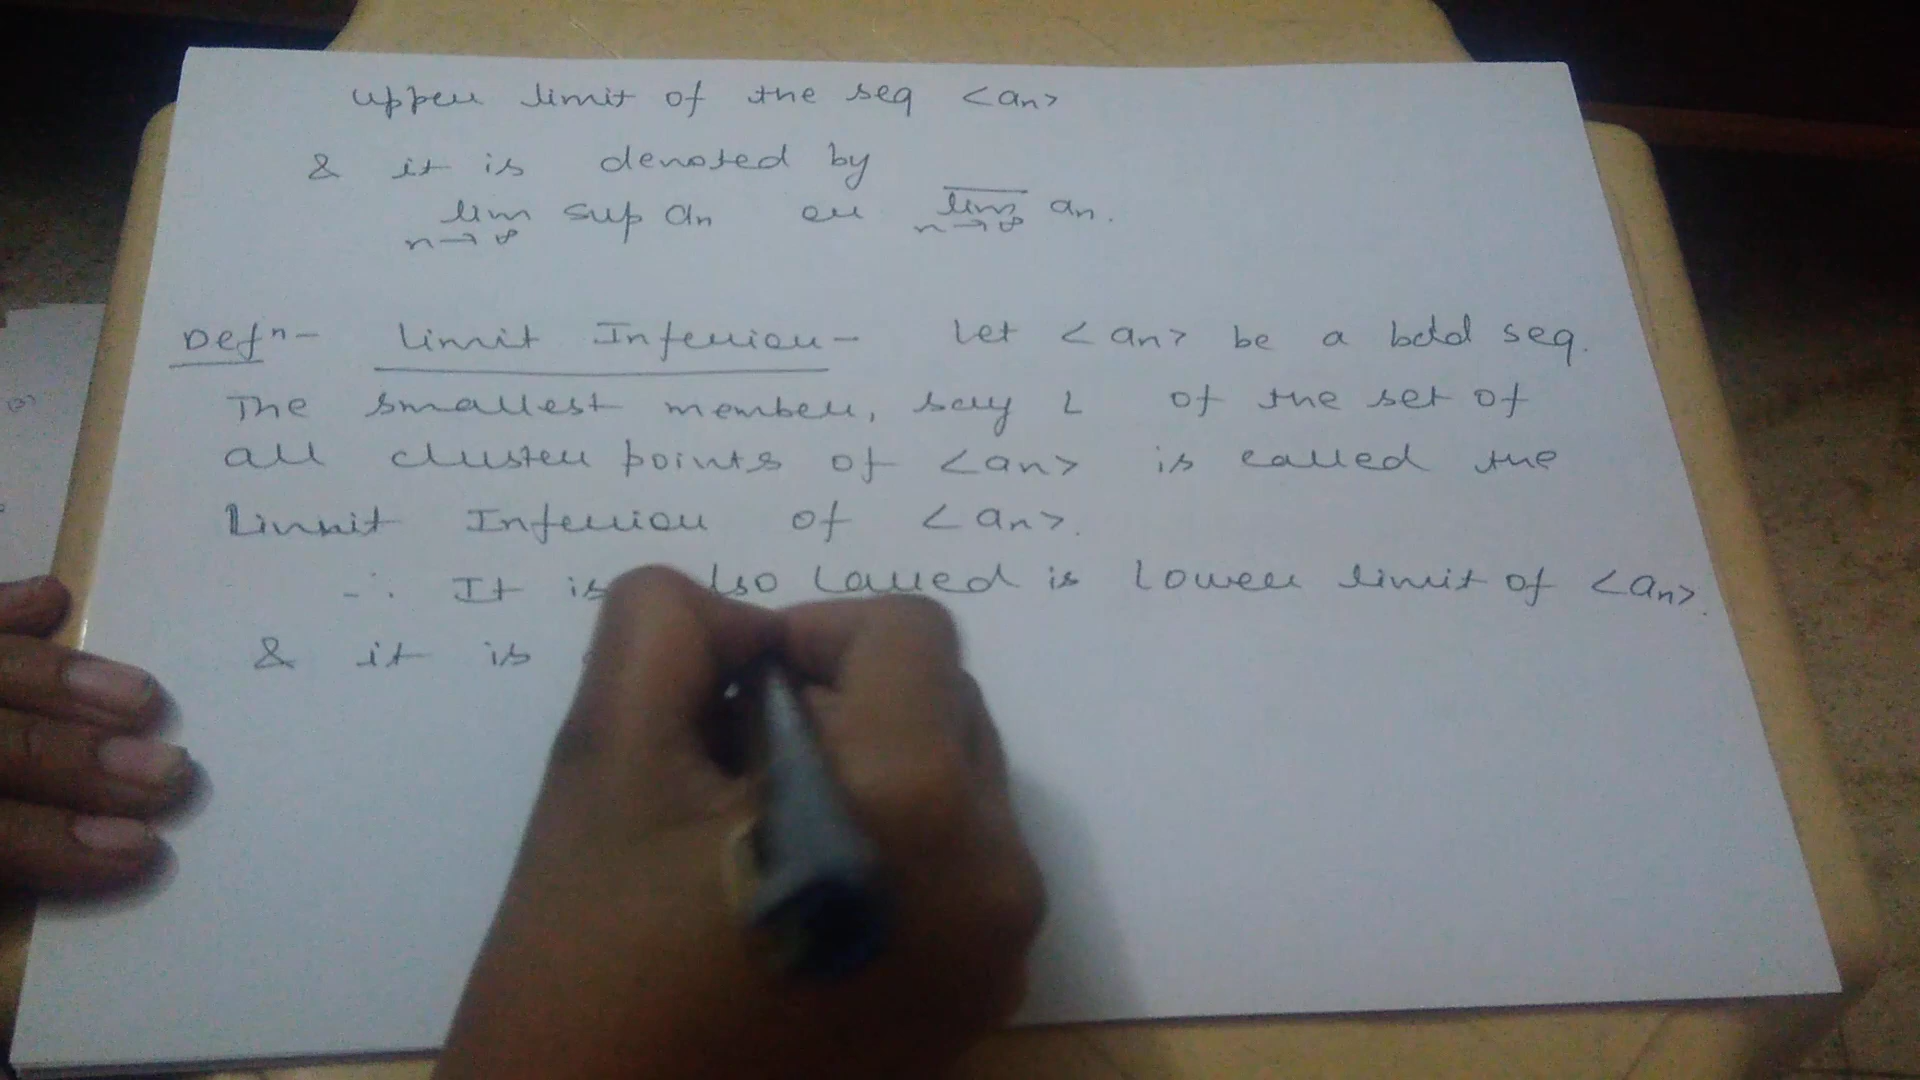 upper limit of the seq <an>
& it is denoted by
lim n→∞ sup an or lim n→∞ an.
Defn- Limit Inferior- Let <an> be a bdd seq.
The smallest member, say L of the set of
all cluster points of <an> is called the
Limit Inferior of <an>.
∴ It is also called is lower limit of <an>.
& it is